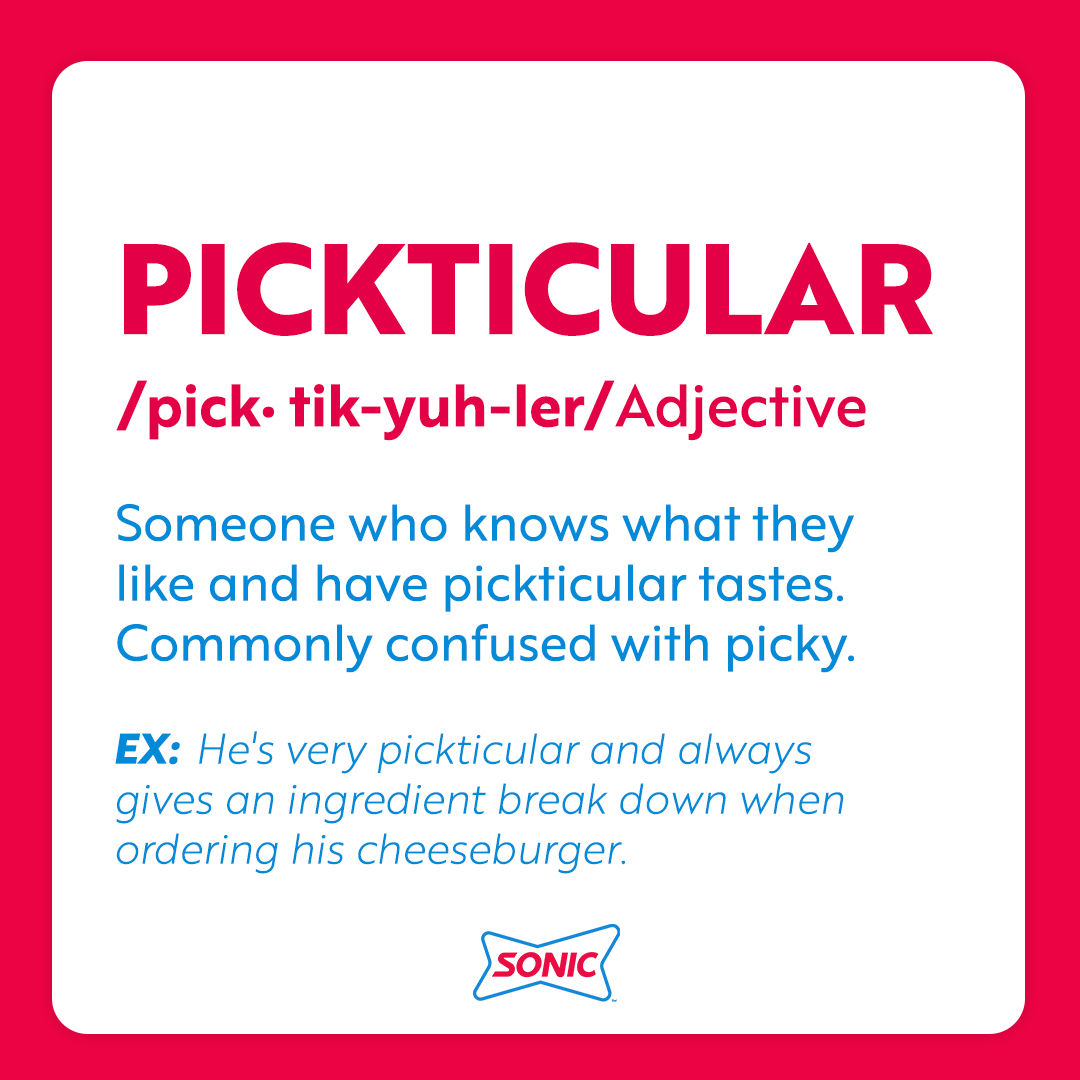 PICKTICULAR
/pick· tik-yuh-ler/Adjective
Someone who knows what they
like and have pickticular tastes.
Commonly confused with picky.
EX: He's very pickticular and always
gives an ingredient break down when
ordering his cheeseburger.
SONIC